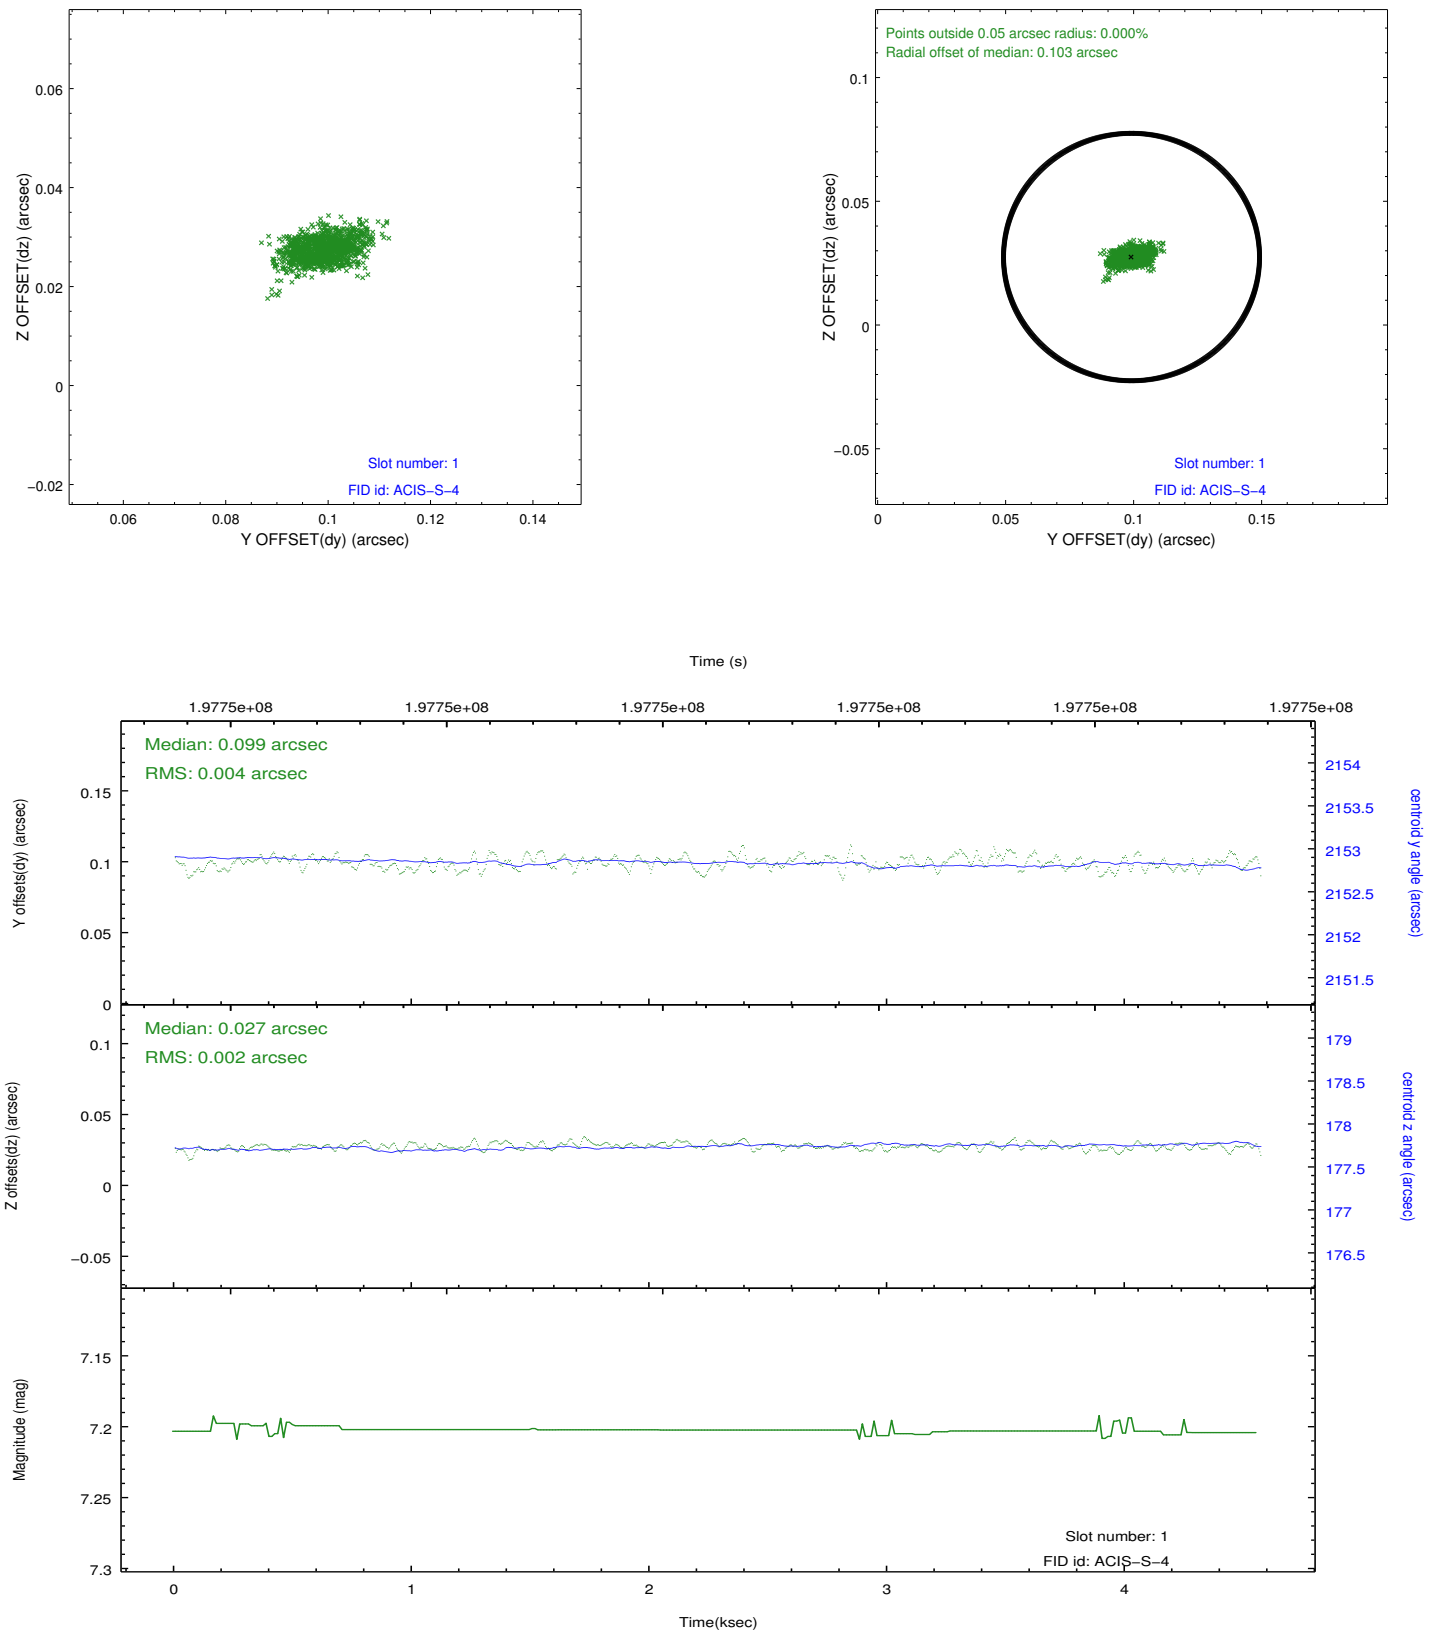 0.06
0.04
0.02
0
−0.02
Z OFFSET(dz) (arcsec)
Slot number: 1
FID id: ACIS−S−4
0.06 0.08 0.1 0.12 0.14
Y OFFSET(dy) (arcsec)
Points outside 0.05 arcsec radius: 0.000%
Radial offset of median: 0.103 arcsec
0.1
0.05
0
−0.05
Z OFFSET(dz) (arcsec)
Slot number: 1
FID id: ACIS−S−4
0 0.05 0.1 0.15
Y OFFSET(dy) (arcsec)
Time (s)
1.9775e+08 1.9775e+08 1.9775e+08 1.9775e+08 1.9775e+08 1.9775e+08
Median: 0.099 arcsec
RMS: 0.004 arcsec
0.15
0.1
0.05
0
Y offsets(dy) (arcsec)
2154
2153.5
2153
2152.5
2152
2151.5
centroid y angle (arcsec)
Median: 0.027 arcsec
RMS: 0.002 arcsec
0.1
0.05
0
−0.05
Z offsets(dz) (arcsec)
179
178.5
178
177.5
177
176.5
centroid z angle (arcsec)
7.15
7.2
7.25
7.3
Magnitude (mag)
Slot number: 1
FID id: ACIS−S−4
0 1 2 3 4
Time(ksec)